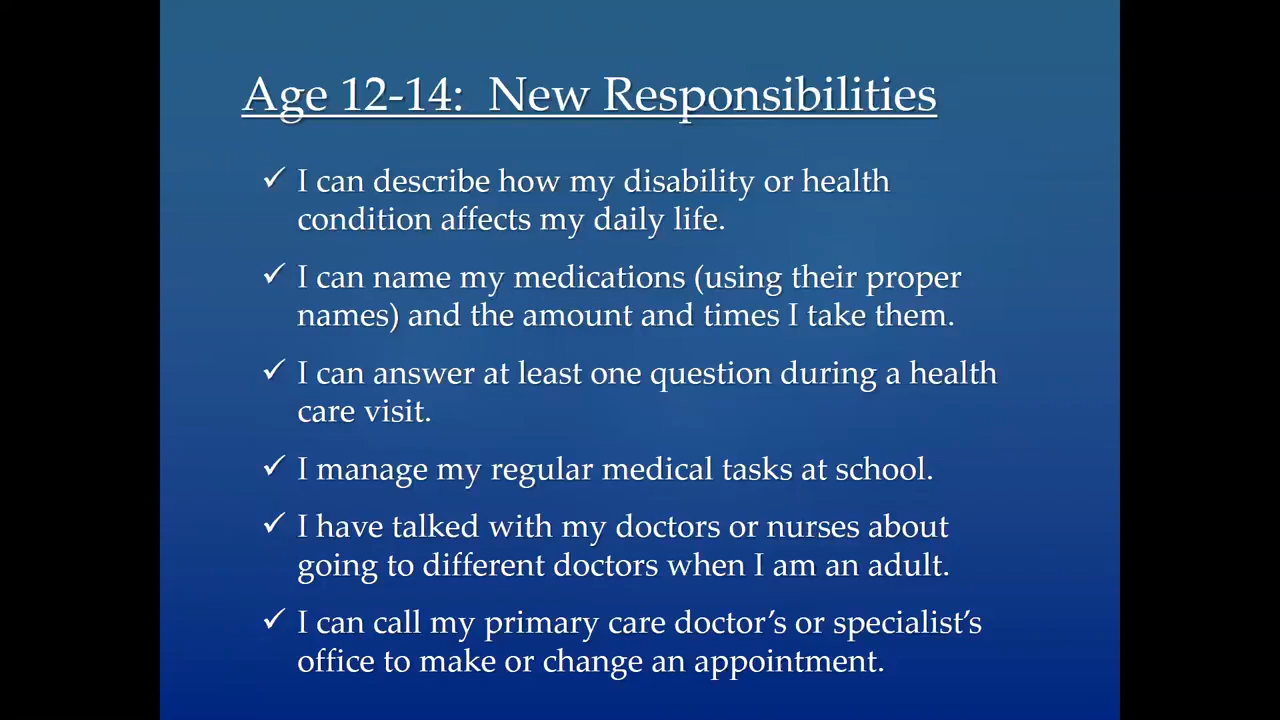 Age 12-14:  New Responsibilities
✓ I can describe how my disability or health
condition affects my daily life.
✓ I can name my medications (using their proper
names) and the amount and times I take them.
✓ I can answer at least one question during a health
care visit.
✓ I manage my regular medical tasks at school.
✓ I have talked with my doctors or nurses about
going to different doctors when I am an adult.
✓ I can call my primary care doctor’s or specialist’s
office to make or change an appointment.